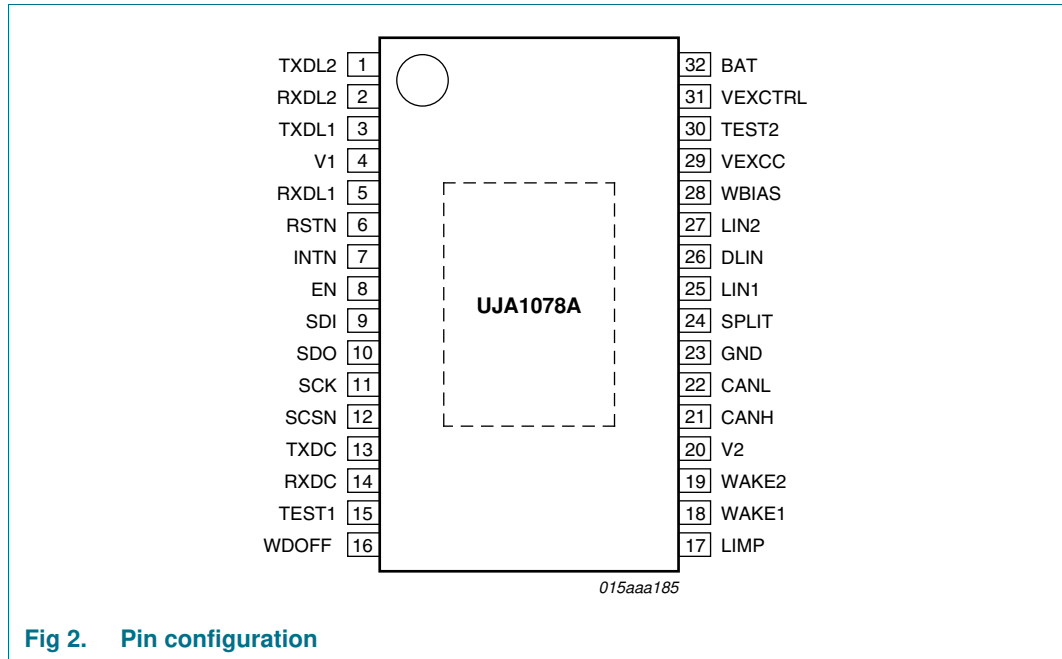 TXDL2 1 32 BAT
RXDL2 2 31 VEXCTRL
TXDL1 3 30 TEST2
V1 4 29 VEXCC
RXDL1 5 28 WBIAS
RSTN 6 27 LIN2
INTN 7 26 DLIN
EN 8 25 LIN1
UJA1078A
SDI 9 24 SPLIT
SDO 10 23 GND
SCK 11 22 CANL
SCSN 12 21 CANH
TXDC 13 20 V2
RXDC 14 19 WAKE2
TEST1 15 18 WAKE1
WDOFF 16 17 LIMP
015aaa185
Fig 2. Pin configuration